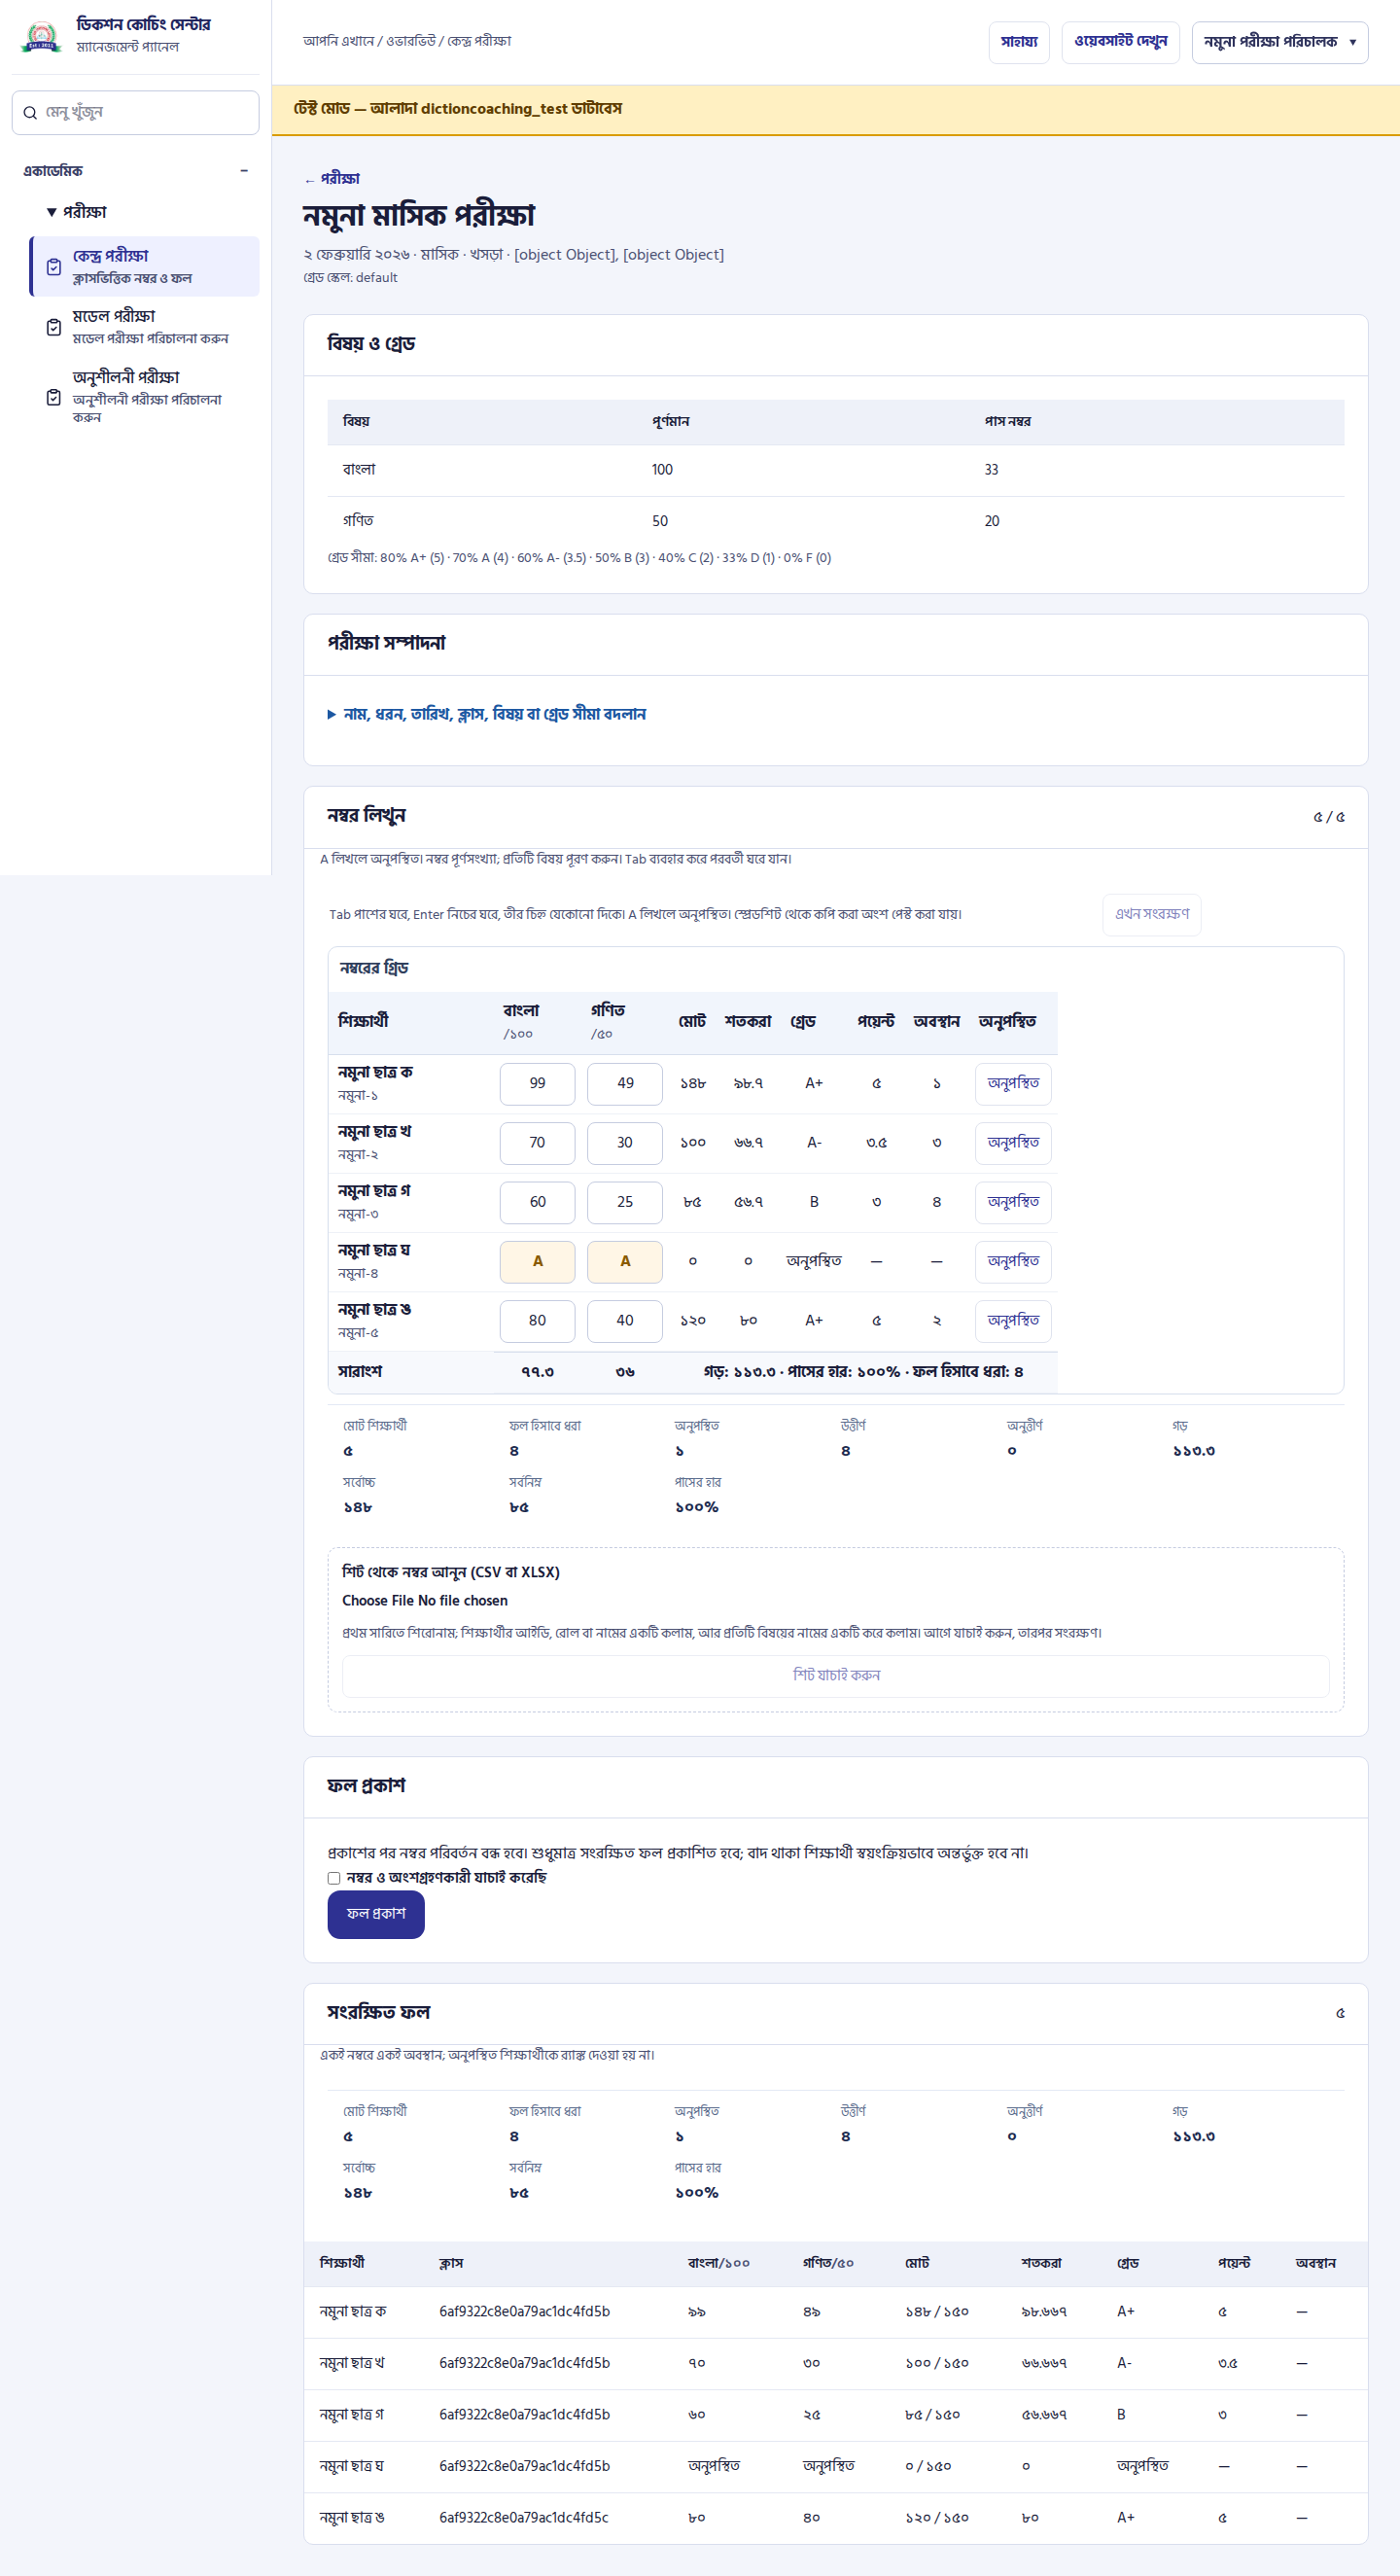 ডিকশন কোচিং সেন্টার
ম্যানেজমেন্ট প্যানেল
মেনু খুঁজুন
একাডেমিক −
▼ পরীক্ষা
কেন্দ্র পরীক্ষা
ক্লাসভিত্তিক নম্বর ও ফল
মডেল পরীক্ষা
মডেল পরীক্ষা পরিচালনা করুন
অনুশীলনী পরীক্ষা
অনুশীলনী পরীক্ষা পরিচালনা
করুন
আপনি এখানে / ওভারভিউ / কেন্দ্র পরীক্ষা
সাহায্য ওয়েবসাইট দেখুন নমুনা পরীক্ষা পরিচালক ▾
টেস্ট মোড — আলাদা dictioncoaching_test ডাটাবেস
← পরীক্ষা
নমুনা মাসিক পরীক্ষা
২ ফেব্রুয়ারি ২০২৬ · মাসিক · খসড়া · [object Object], [object Object]
গ্রেড স্কেল: default
বিষয় ও গ্রেড
বিষয় পূর্ণমান পাস নম্বর
বাংলা 100 33
গণিত 50 20
গ্রেড সীমা: 80% A+ (5) · 70% A (4) · 60% A- (3.5) · 50% B (3) · 40% C (2) · 33% D (1) · 0% F (0)
পরীক্ষা সম্পাদনা
▶ নাম, ধরন, তারিখ, ক্লাস, বিষয় বা গ্রেড সীমা বদলান
নম্বর লিখুন ৫ / ৫
A লিখলে অনুপস্থিত। নম্বর পূর্ণসংখ্যা; প্রতিটি বিষয় পূরণ করুন। Tab ব্যবহার করে পরবর্তী ঘরে যান।
Tab পাশের ঘরে, Enter নিচের ঘরে, তীর চিহ্ন যেকোনো দিকে। A লিখলে অনুপস্থিত। স্প্রেডশিট থেকে কপি করা অংশ পেস্ট করা যায়। এখন সংরক্ষণ
নম্বরের গ্রিড
শিক্ষার্থী বাংলা /১০০ গণিত /৫০ মোট শতকরা গ্রেড পয়েন্ট অবস্থান অনুপস্থিত
নমুনা ছাত্র ক 99 49 ১৪৮ ৯৮.৭ A+ ৫ ১ অনুপস্থিত
নমুনা-১
নমুনা ছাত্র খ 70 30 ১০০ ৬৬.৭ A- ৩.৫ ৩ অনুপস্থিত
নমুনা-২
নমুনা ছাত্র গ 60 25 ৮৫ ৫৬.৭ B ৩ ৪ অনুপস্থিত
নমুনা-৩
নমুনা ছাত্র ঘ A A ০ ০ অনুপস্থিত — — অনুপস্থিত
নমুনা-৪
নমুনা ছাত্র ঙ 80 40 ১২০ ৮০ A+ ৫ ২ অনুপস্থিত
নমুনা-৫
সারাংশ ৭৭.৩ ৩৬ গড়: ১১৩.৩ · পাসের হার: ১০০% · ফল হিসাবে ধরা: ৪
মোট শিক্ষার্থী ফল হিসাবে ধরা অনুপস্থিত উত্তীর্ণ অনুত্তীর্ণ গড়
৫ ৪ ১ ৪ ০ ১১৩.৩
সর্বোচ্চ সর্বনিম্ন পাসের হার
১৪৮ ৮৫ ১০০%
শিট থেকে নম্বর আনুন (CSV বা XLSX)
Choose File No file chosen
প্রথম সারিতে শিরোনাম; শিক্ষার্থীর আইডি, রোল বা নামের একটি কলাম, আর প্রতিটি বিষয়ের নামের একটি করে কলাম। আগে যাচাই করুন, তারপর সংরক্ষণ।
শিট যাচাই করুন
ফল প্রকাশ
প্রকাশের পর নম্বর পরিবর্তন বন্ধ হবে। শুধুমাত্র সংরক্ষিত ফল প্রকাশিত হবে; বাদ থাকা শিক্ষার্থী স্বয়ংক্রিয়ভাবে অন্তর্ভুক্ত হবে না।
নম্বর ও অংশগ্রহণকারী যাচাই করেছি
ফল প্রকাশ
সংরক্ষিত ফল ৫
একই নম্বরে একই অবস্থান; অনুপস্থিত শিক্ষার্থীকে র‍্যাঙ্ক দেওয়া হয় না।
মোট শিক্ষার্থী ফল হিসাবে ধরা অনুপস্থিত উত্তীর্ণ অনুত্তীর্ণ গড়
৫ ৪ ১ ৪ ০ ১১৩.৩
সর্বোচ্চ সর্বনিম্ন পাসের হার
১৪৮ ৮৫ ১০০%
শিক্ষার্থী ক্লাস বাংলা/১০০ গণিত/৫০ মোট শতকরা গ্রেড পয়েন্ট অবস্থান
নমুনা ছাত্র ক 6af9322c8e0a79ac1dc4fd5b ৯৯ ৪৯ ১৪৮ / ১৫০ ৯৮.৬৬৭ A+ ৫ —
নমুনা ছাত্র খ 6af9322c8e0a79ac1dc4fd5b ৭০ ৩০ ১০০ / ১৫০ ৬৬.৬৬৭ A- ৩.৫ —
নমুনা ছাত্র গ 6af9322c8e0a79ac1dc4fd5b ৬০ ২৫ ৮৫ / ১৫০ ৫৬.৬৬৭ B ৩ —
নমুনা ছাত্র ঘ 6af9322c8e0a79ac1dc4fd5b অনুপস্থিত অনুপস্থিত ০ / ১৫০ ০ অনুপস্থিত — —
নমুনা ছাত্র ঙ 6af9322c8e0a79ac1dc4fd5c ৮০ ৪০ ১২০ / ১৫০ ৮০ A+ ৫ —